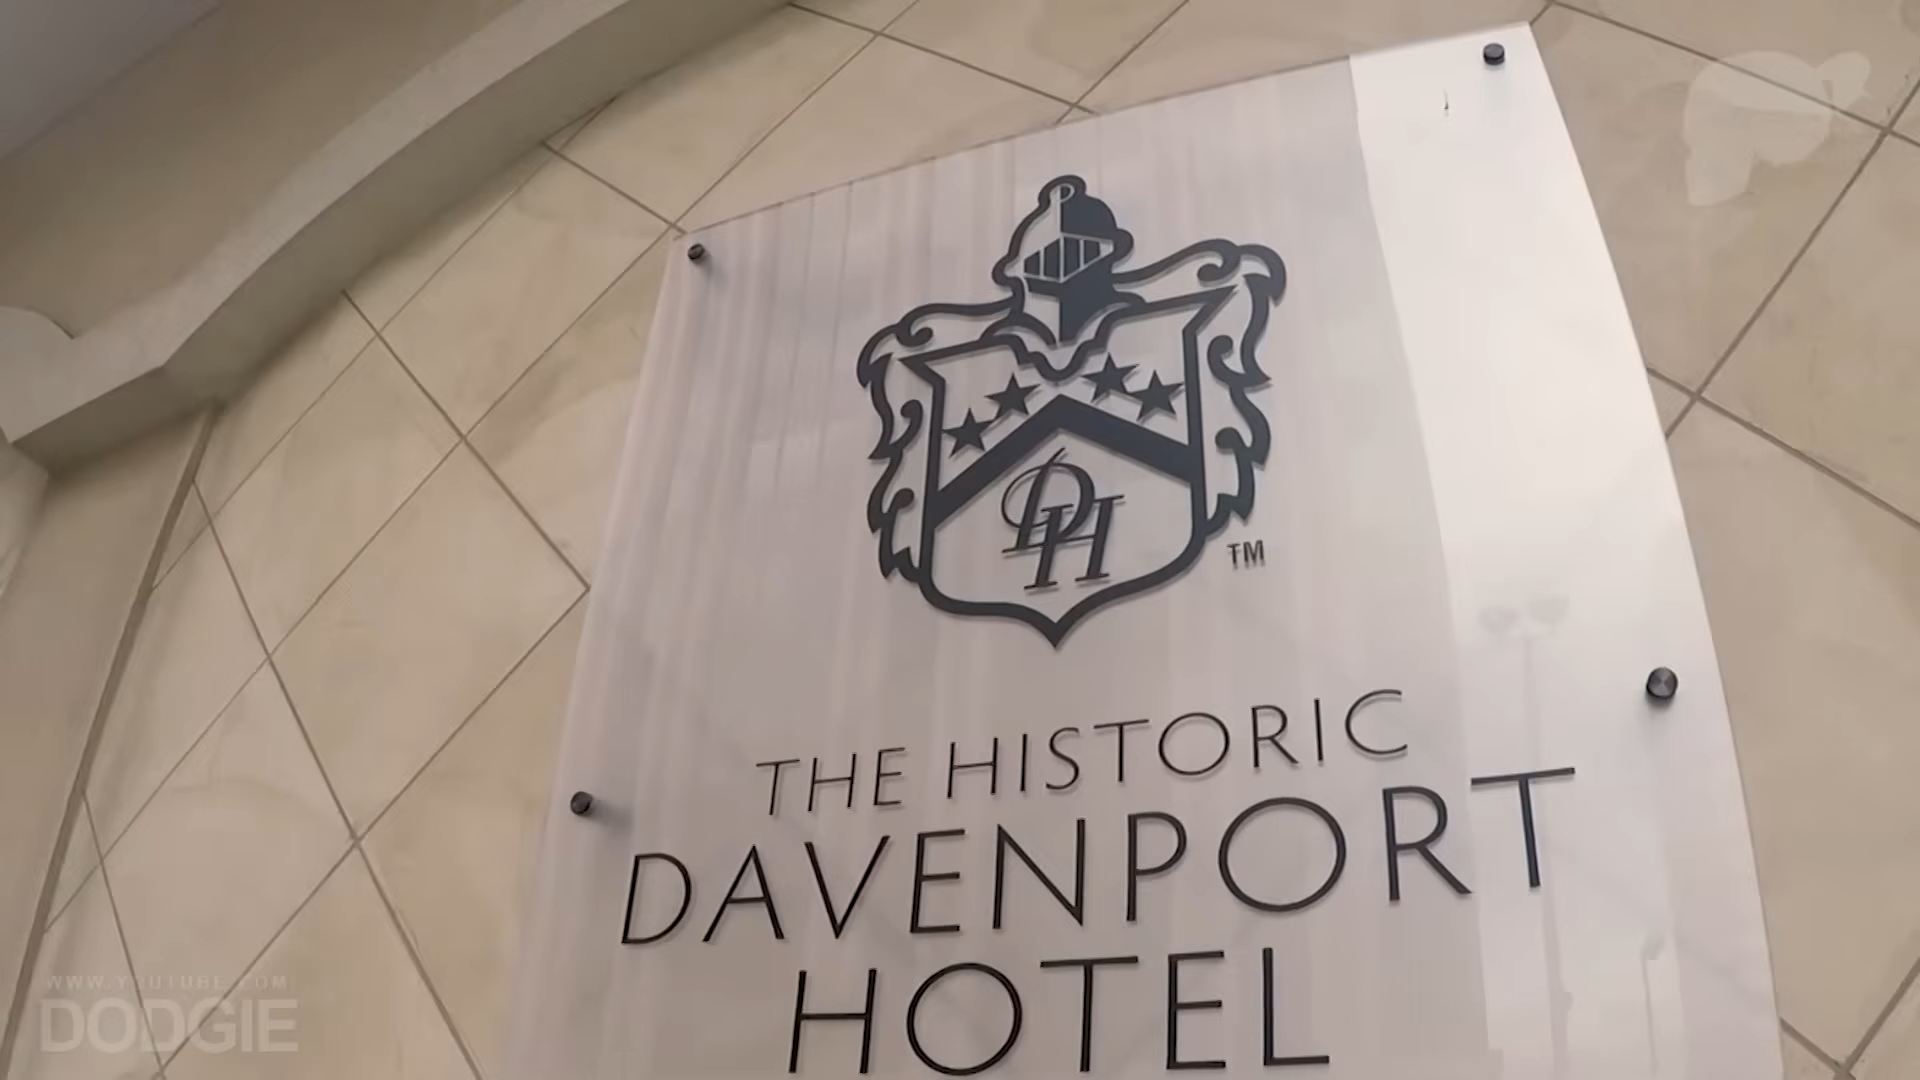 DH
TM
THE HISTORIC
DAVENPORT
HOTEL
WWW.YOUTUBE.COM
DODGIE